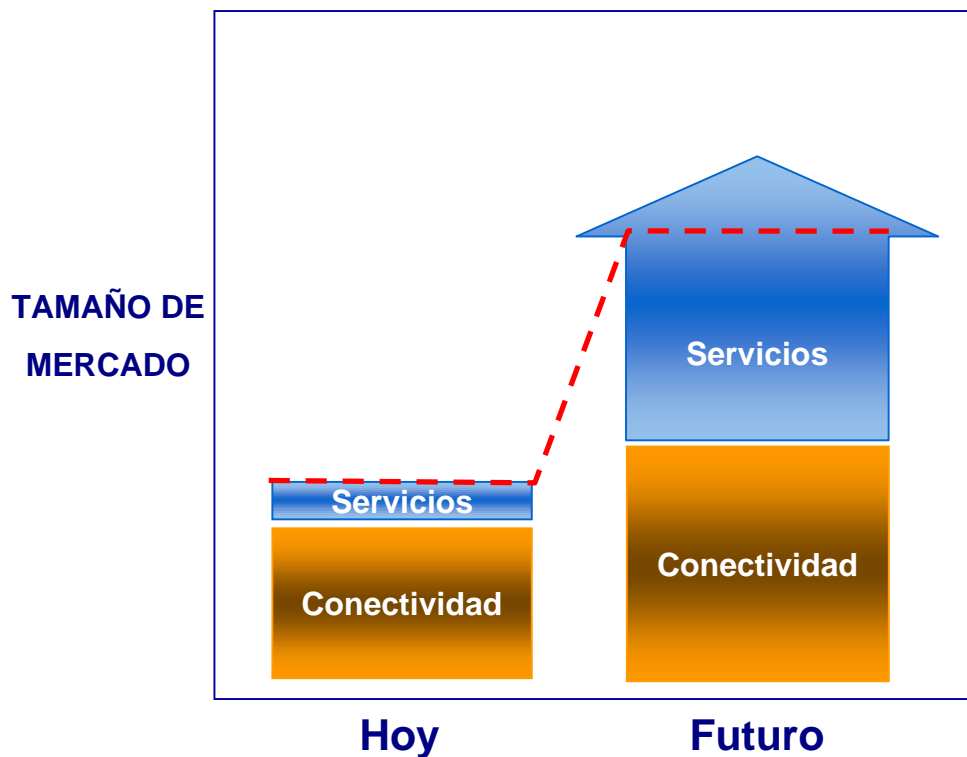 TAMAÑO DE
MERCADO
Servicios
Conectividad
Servicios
Conectividad
Hoy
Futuro